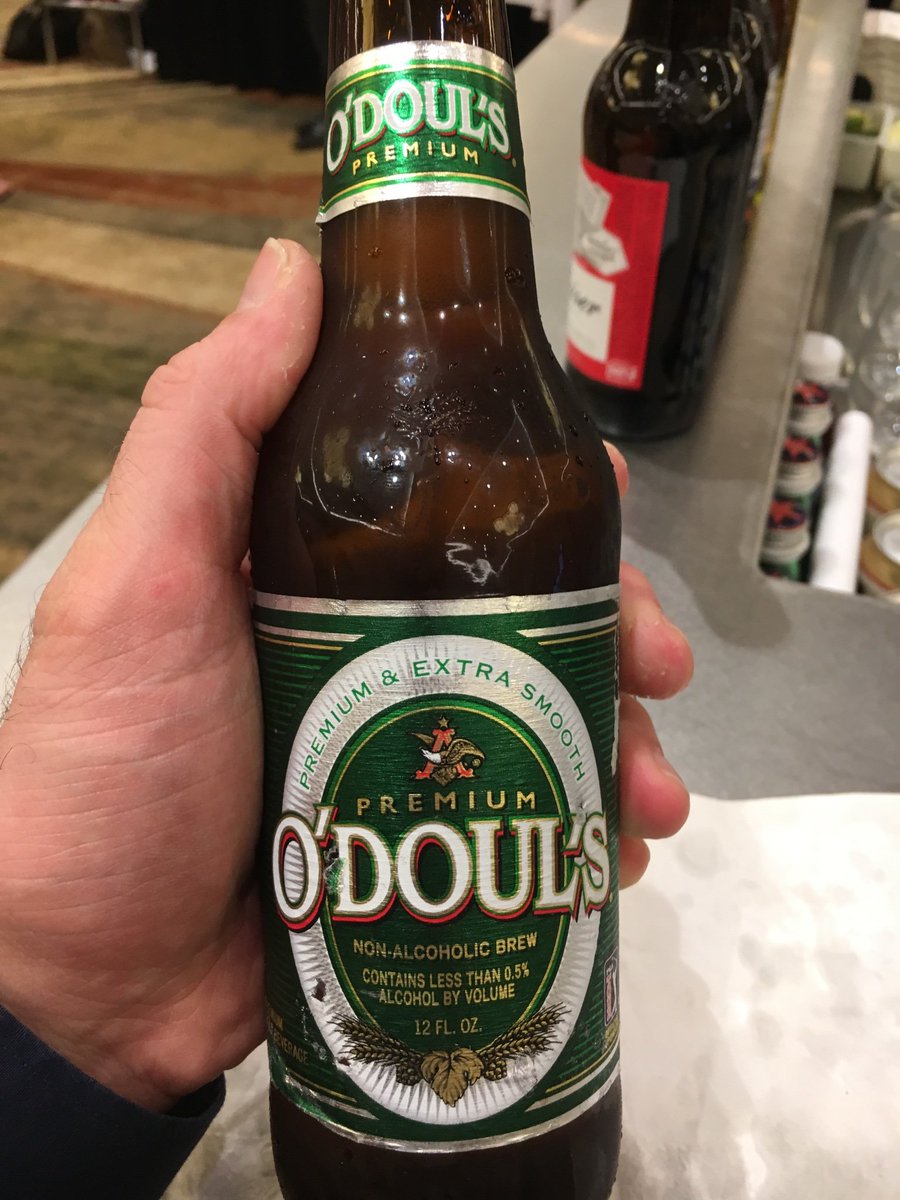 O'DOUL'S
PREMIUM
PREMIUM & EXTRA SMOOTH
PREMIUM
O'DOUL'S
NON-ALCOHOLIC BREW
CONTAINS LESS THAN 0.5%
ALCOHOL BY VOLUME
12 FL. OZ.
BEVERAGE